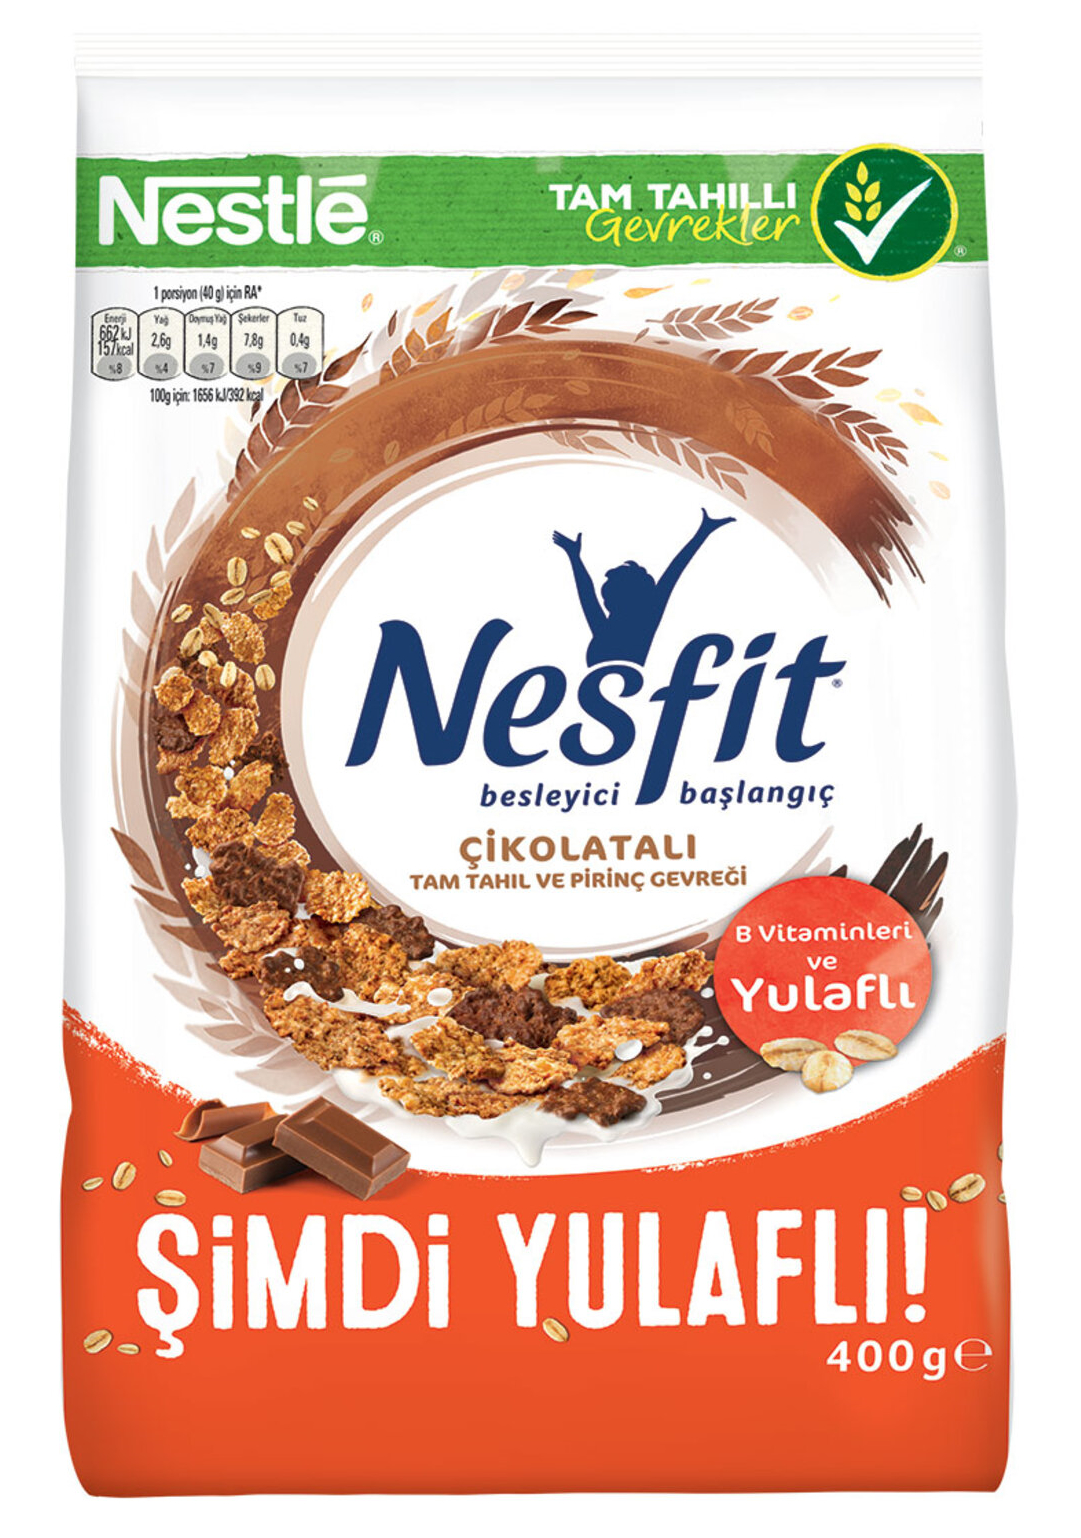 Nestlé®
TAM TAHILLI
Gevrekler
®
1 porsiyon (40 g) için RA*
Enerji Yağ Doymuş Yağ Şekerler Tuz
662 kJ
157kcal 2,6g 1,4g 7,8g 0,4g
%8 %4 %7 %9 %7
100g için: 1656 kJ/392 kcal
Nesfit®
besleyici başlangıç
ÇİKOLATALI
TAM TAHIL VE PİRİNÇ GEVREĞİ
B Vitaminleri
ve
Yulaflı
ŞİMDİ YULAFLI!
400g℮